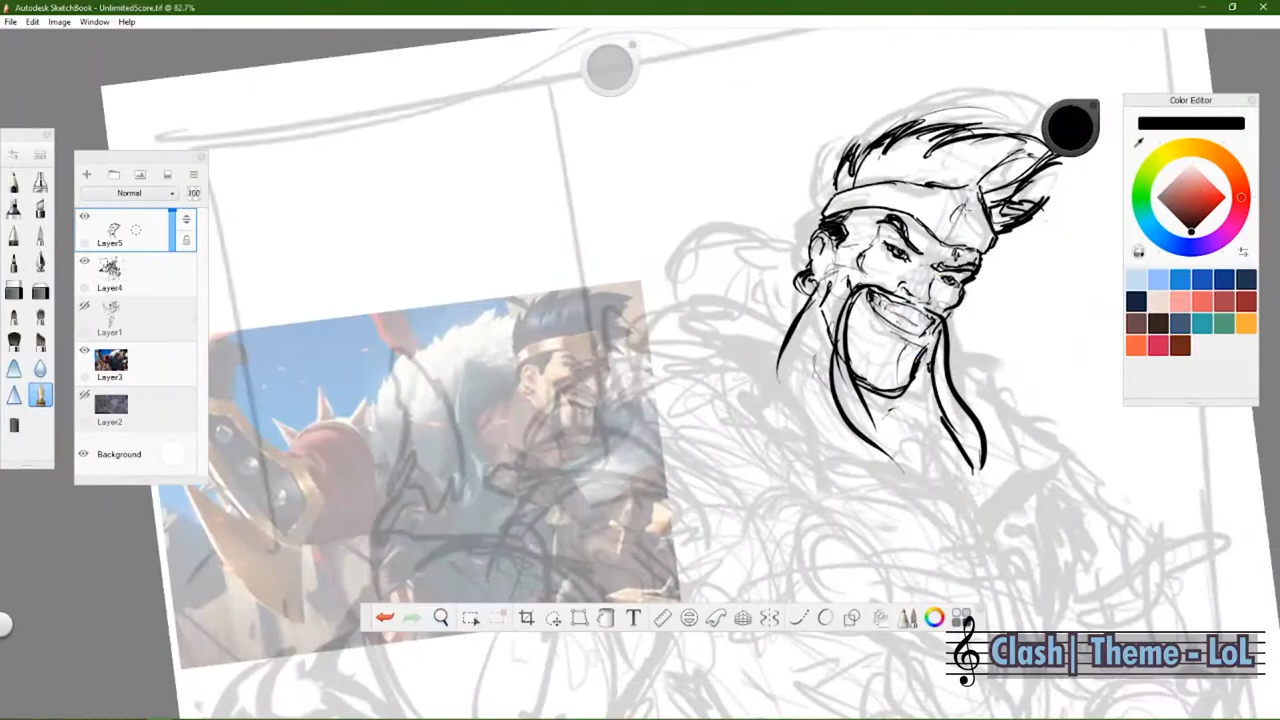 Autodesk SketchBook - UnlimitedScore.tif @ 82.7%
File Edit Image Window Help
Color Editor
Normal 100
Layer5
Layer4
Layer1
Layer3
Layer2
Background
T
Clash| Theme - LoL